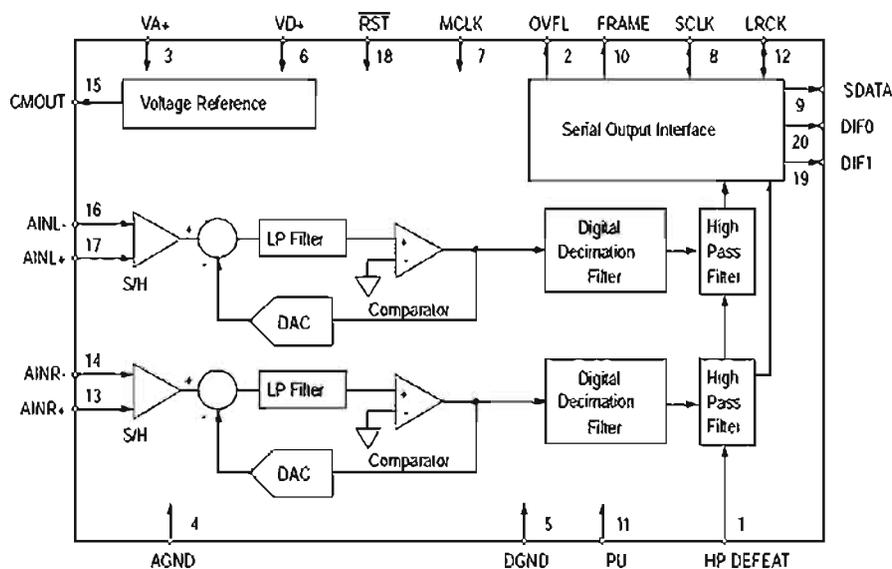 VA+ VD+ RST MCLK OVFL FRAME SCLK LRCK
3 6 18 7 2 10 8 12
CMOUT 15 Voltage Reference
Serial Output Interface
9 SDATA
20 DIF0
19 DIF1
AINL- 16
AINL+ 17
S/H
+
-
LP Filter
+
-
Comparator
DAC
Digital
Decimation
Filter
High
Pass
Filter
AINR- 14
AINR+ 13
S/H
+
-
LP Filter
+
-
Comparator
DAC
Digital
Decimation
Filter
High
Pass
Filter
4 5 11 1
AGND DGND PU HP DEFEAT